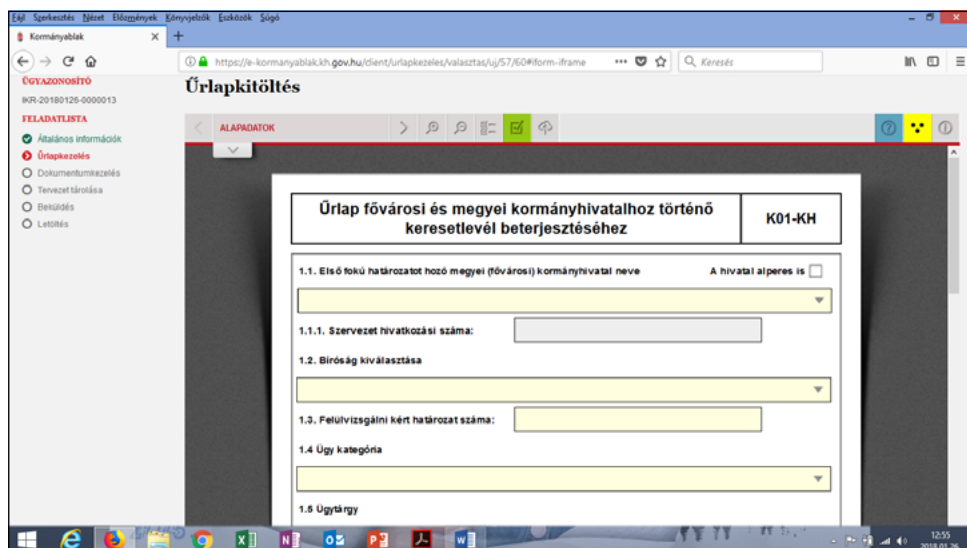 Fájl Szerkesztés Nézet Előzmények Könyvjelzők Eszközök Súgó
Kormányablak
https://e-kormanyablak.kh.gov.hu/client/urlapkezeles/valasztas/uj/57/60#iform-iframe
Keresés
ÜGYAZONOSÍTÓ
IKR-20180126-0000013
FELADATLISTA
Általános információk
Űrlapkezelés
Dokumentumkezelés
Tervezet tárolása
Beküldés
Letöltés
Űrlapkitöltés
ALAPADATOK
Űrlap fővárosi és megyei kormányhivatalhoz történő
keresetlevél beterjesztéséhez
K01-KH
1.1. Első fokú határozatot hozó megyei (fővárosi) kormányhivatal neve A hivatal alperes is
1.1.1. Szervezet hivatkozási száma:
1.2. Bíróság kiválasztása
1.3. Felülvizsgálni kért határozat száma:
1.4 Ügy kategória
1.5 Ügytárgy
12:55
2018.01.26.